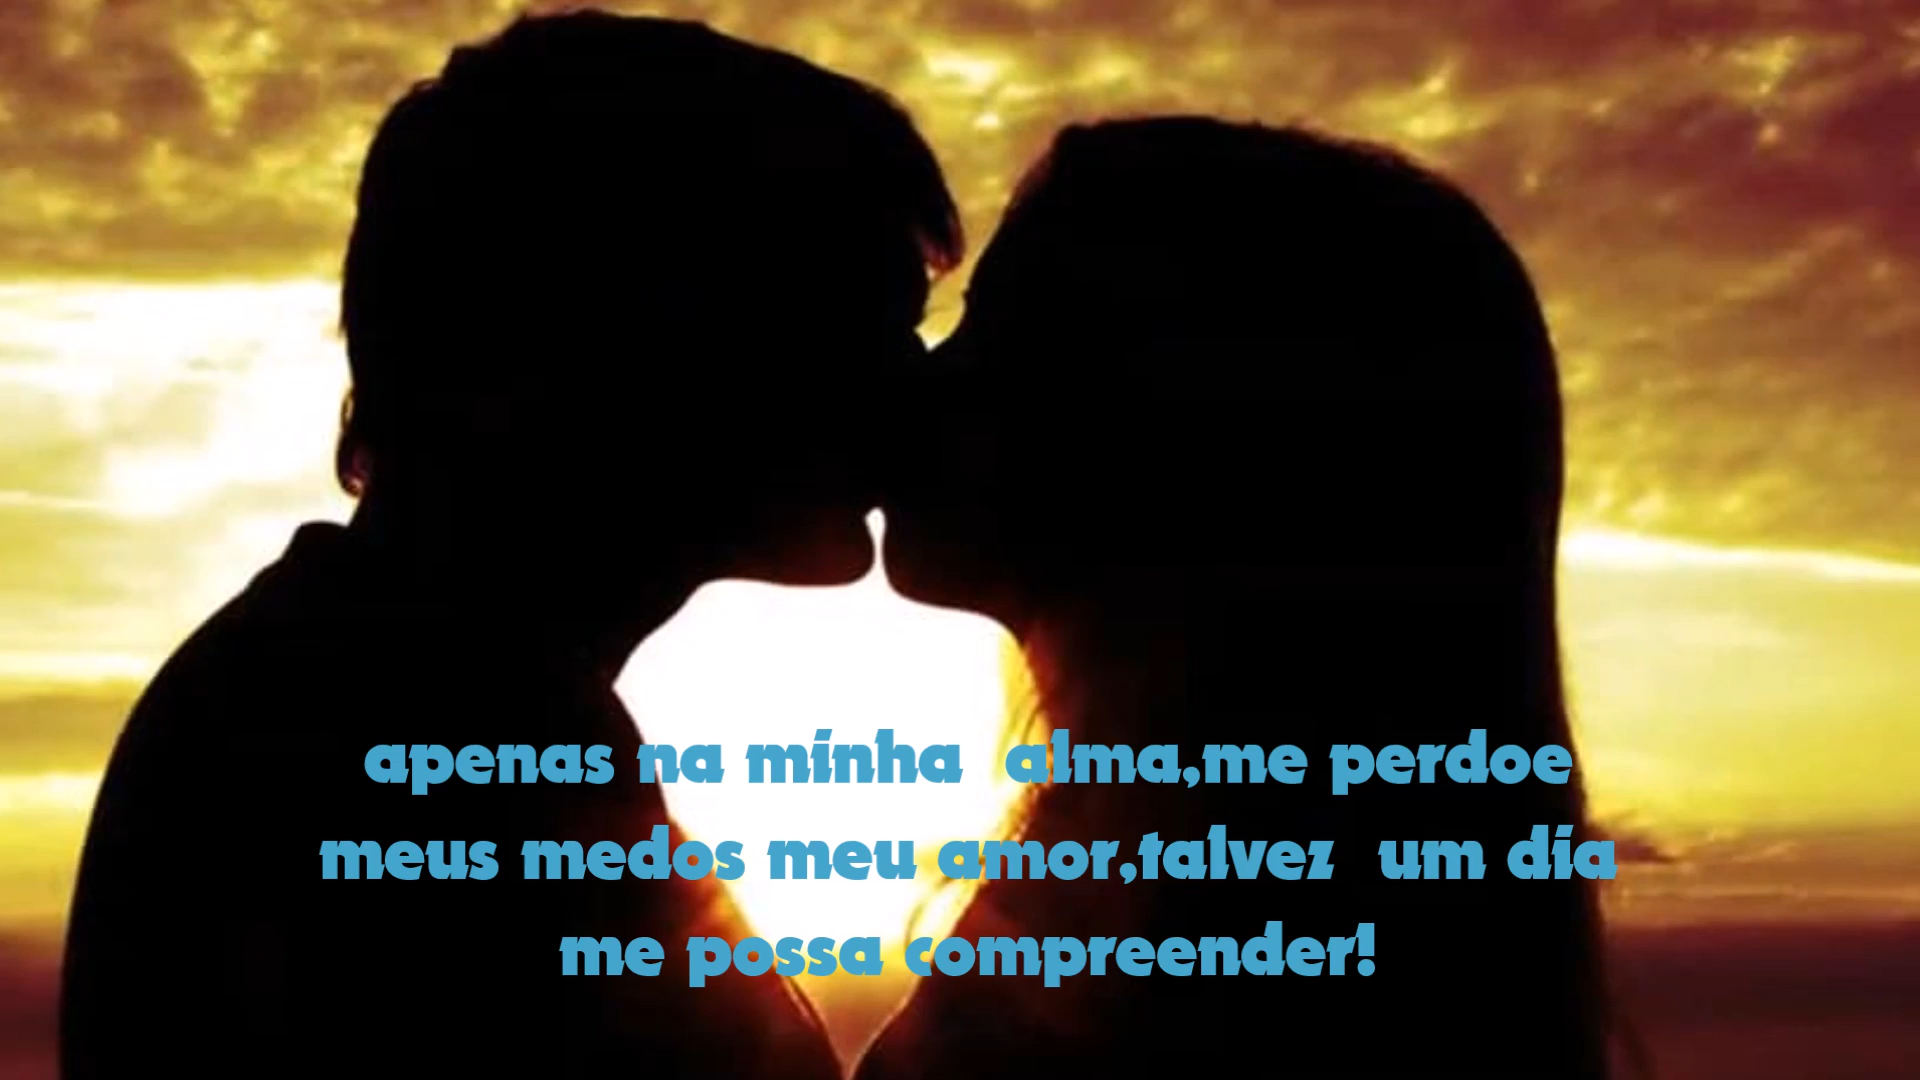 apenas na minha  alma,me perdoe
meus medos meu amor,talvez  um dia
me possa compreender!